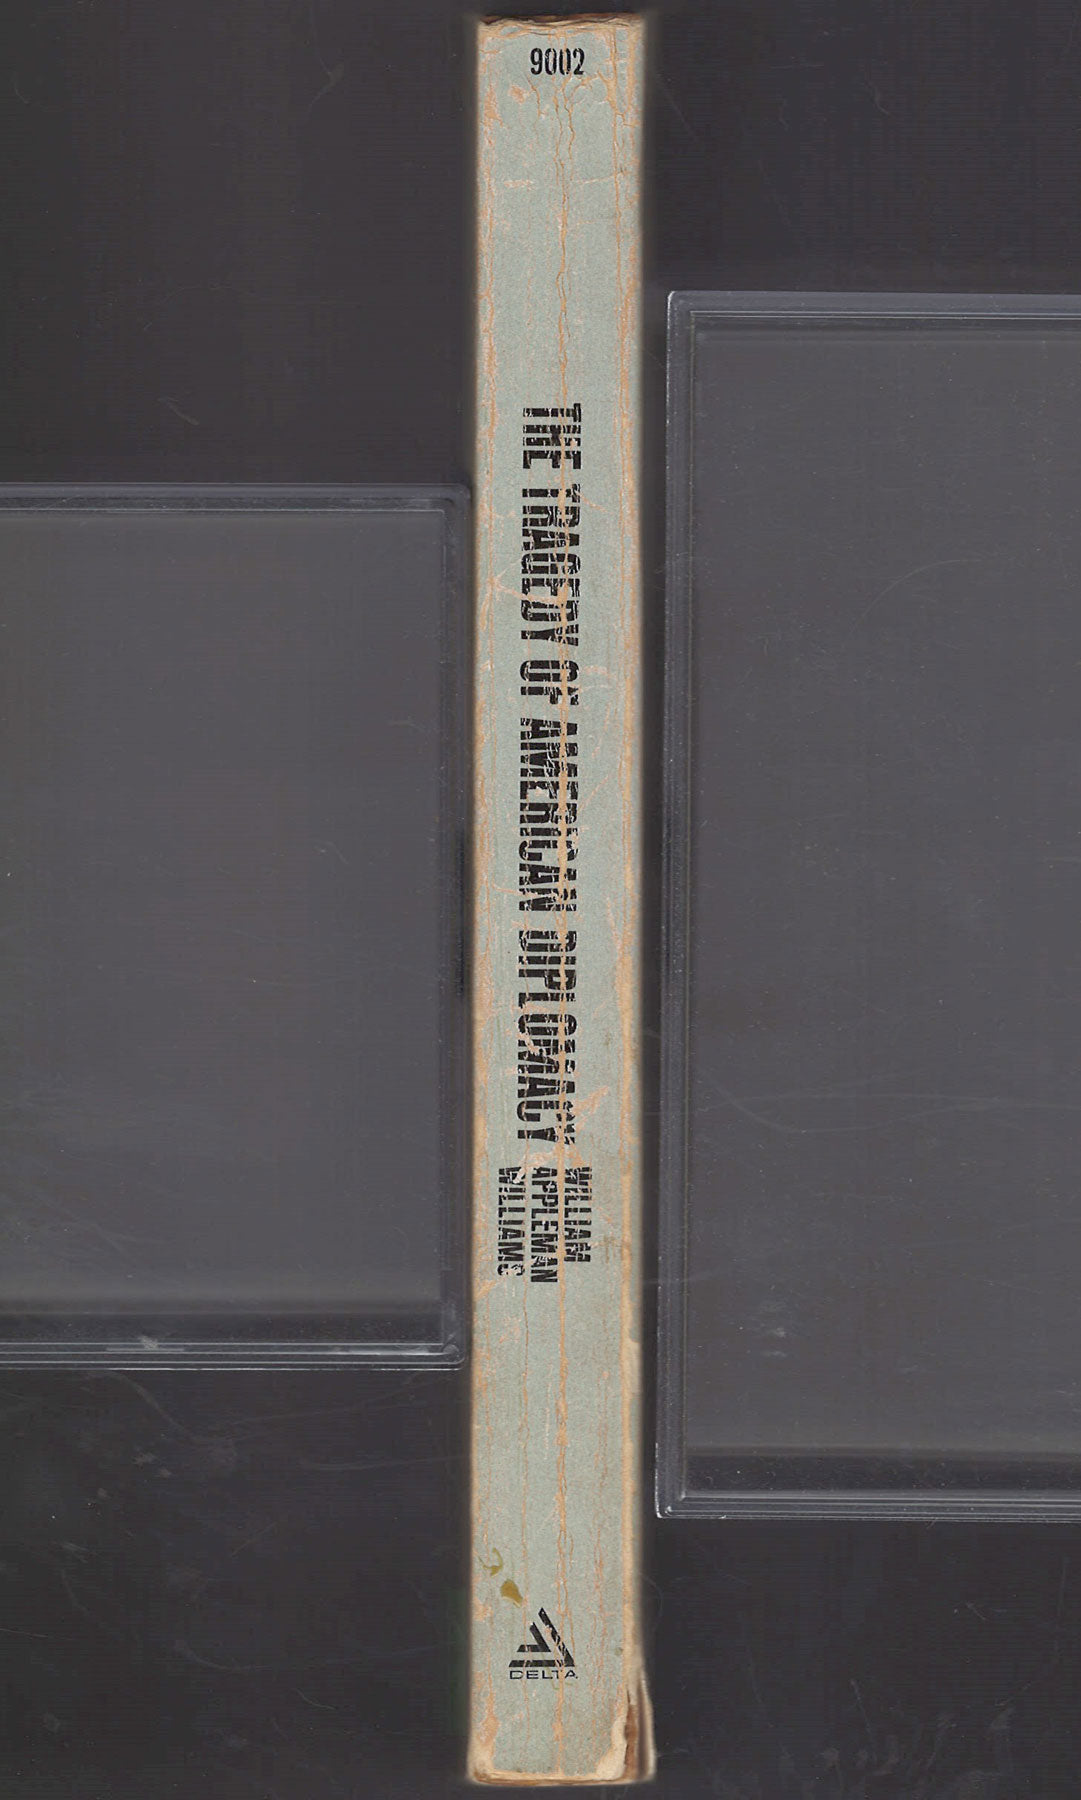 9002
THE TRAGEDY OF AMERICAN DIPLOMACY
WILLIAM
APPLEMAN
WILLIAMS
DELTA